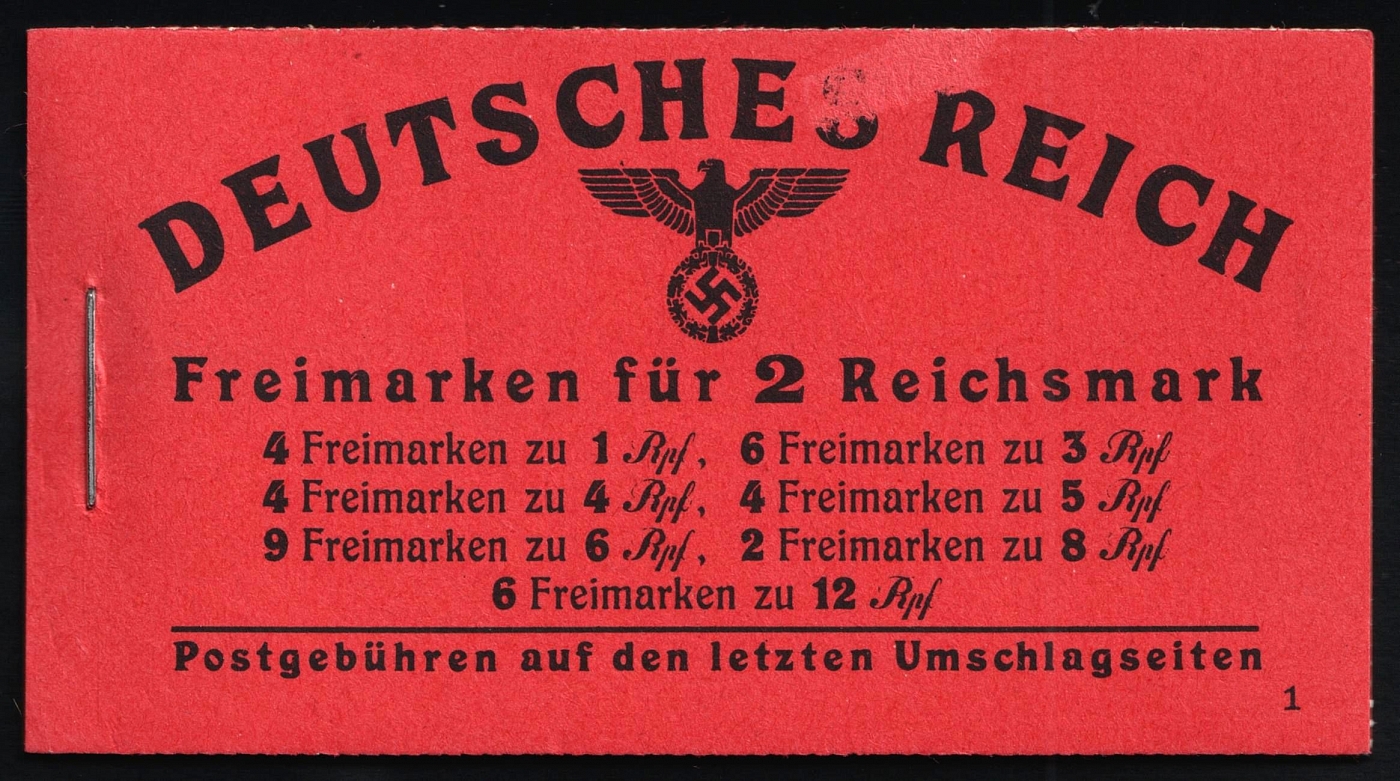 DEUTSCHES REICH
Freimarken für 2 Reichsmark
4 Freimarken zu 1 Rpf, 6 Freimarken zu 3 Rpf
4 Freimarken zu 4 Rpf, 4 Freimarken zu 5 Rpf
9 Freimarken zu 6 Rpf, 2 Freimarken zu 8 Rpf
6 Freimarken zu 12 Rpf
Postgebühren auf den letzten Umschlagseiten
1